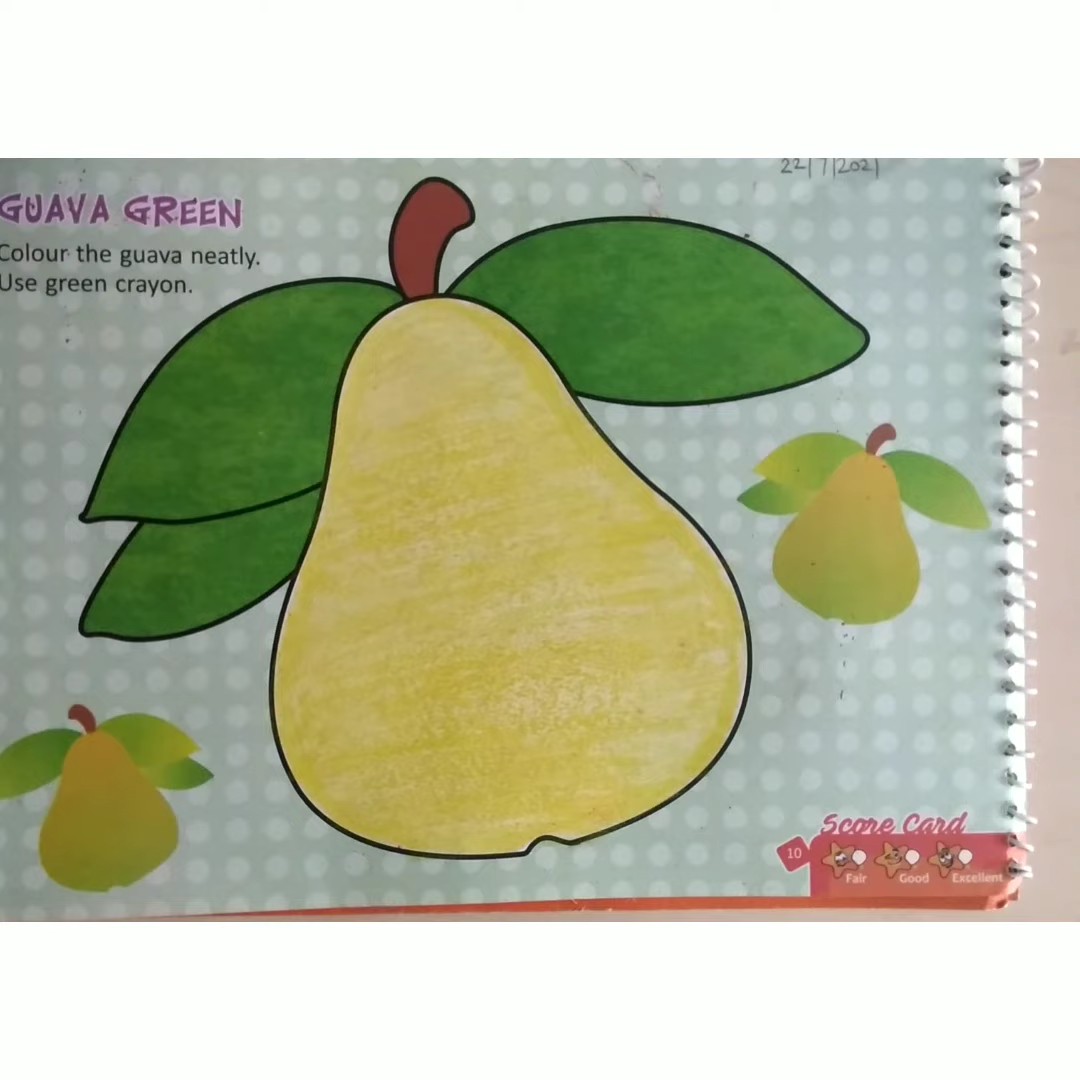 22/7/2021
GUAVA GREEN
Colour the guava neatly.
Use green crayon.
Score Card
10
Fair Good Excellent